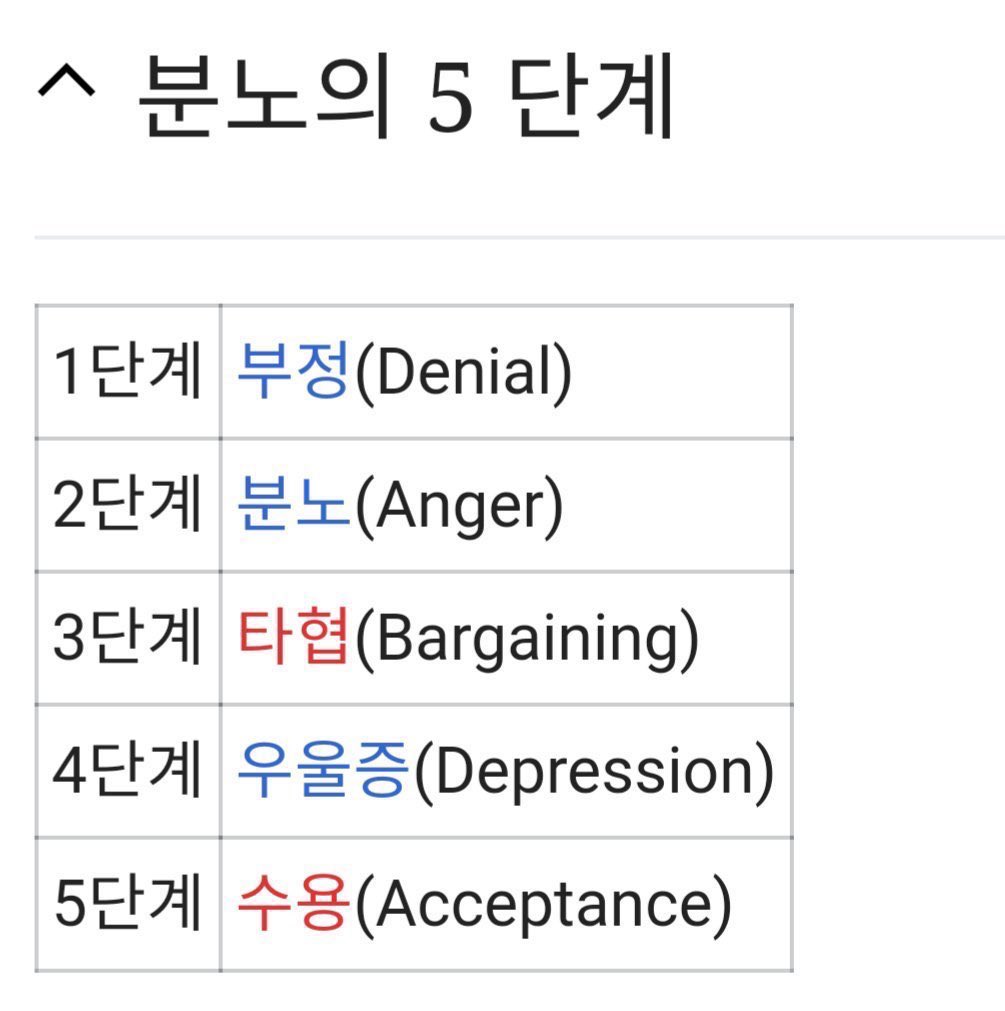 분노의 5 단계
1단계 부정(Denial)
2단계 분노(Anger)
3단계 타협(Bargaining)
4단계 우울증(Depression)
5단계 수용(Acceptance)